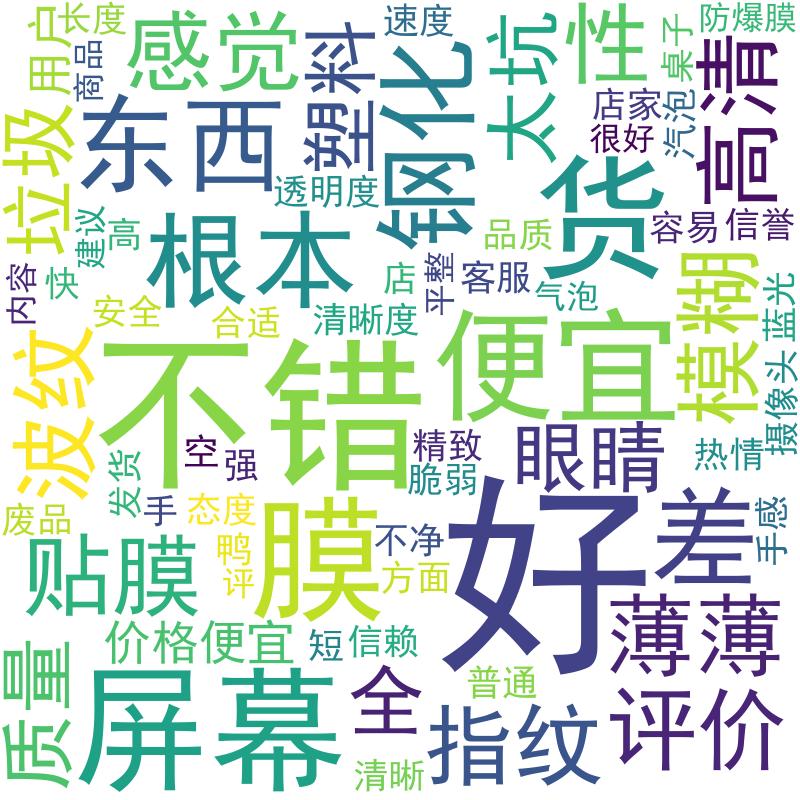 长度
用户
商品
感觉
塑料
速度
钢化
太坑
性
桌子
防爆膜
高清
垃圾
东西
店家
很好
汽泡
透明度
货
容易
信誉
建议
高
根本
品质
内容
快
平整
客服
店
气泡
模糊
蓝光
安全
合适
清晰度
便宜
摄像头
波纹
不错
空
强
精致
脆弱
眼睛
热情
废品
发货
手
态度
鸭
评
膜
不净
方面
好
差
手感
贴膜
价格便宜
短
信赖
薄薄
质量
屏幕
全
普通
指纹
评价
清晰